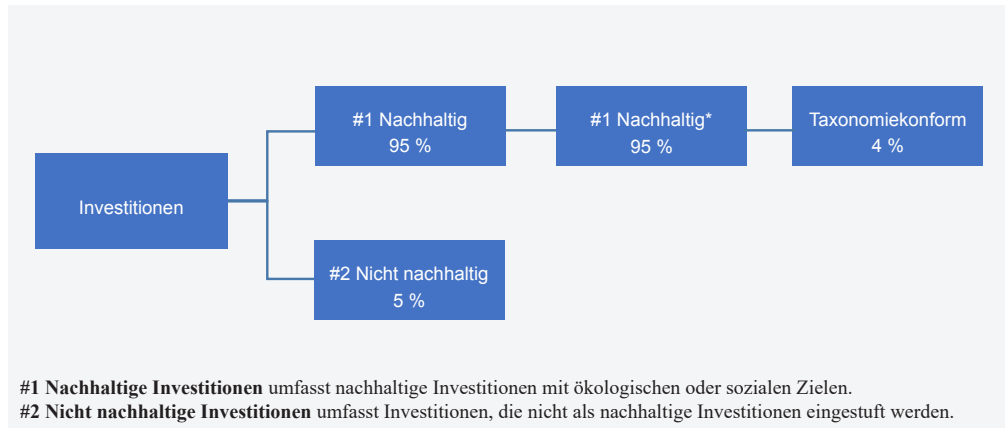 Investitionen
#1 Nachhaltig
95 %
#1 Nachhaltig*
95 %
Taxonomiekonform
4 %
#2 Nicht nachhaltig
5 %
#1 Nachhaltige Investitionen umfasst nachhaltige Investitionen mit ökologischen oder sozialen Zielen.
#2 Nicht nachhaltige Investitionen umfasst Investitionen, die nicht als nachhaltige Investitionen eingestuft werden.